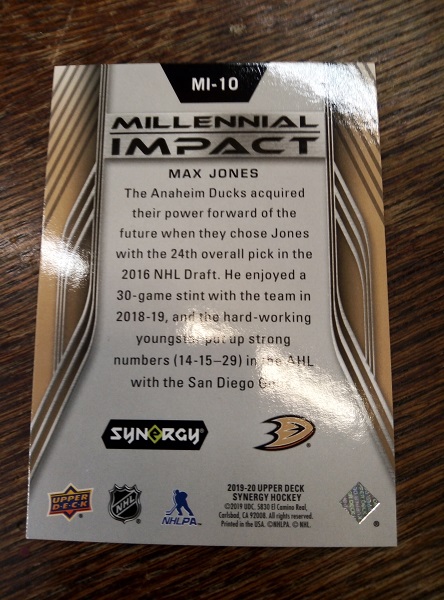 MI-10
MILLENNIAL
IMPACT
MAX JONES
The Anaheim Ducks acquired
their power forward of the
future when they chose Jones
with the 24th overall pick in the
2016 NHL Draft. He enjoyed a
30-game stint with the team in
2018-19, and the hard-working
youngster put up strong
numbers (14-15–29) in the AHL
with the San Diego
SYNERGY®
UPPER
DECK
NHL
NHLPA
2019-20 UPPER DECK
SYNERGY HOCKEY
©2019 UDC. 5830 El Camino Real,
Carlsbad, CA 92008. All rights reserved.
Printed in the USA. ©NHLPA. © NHL.
®